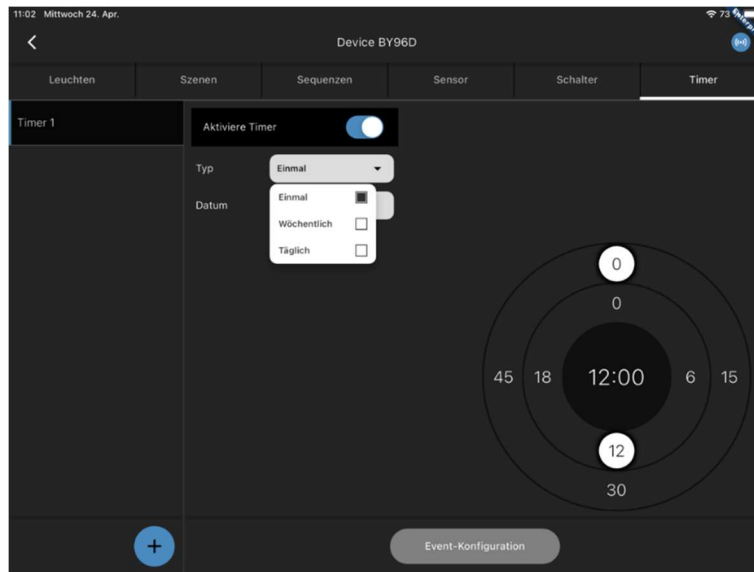 11:02 Mittwoch 24. Apr.
73
Device BY96D
Leuchten Szenen Sequenzen Sensor Schalter Timer
Timer 1
Aktiviere Timer
Typ Einmal
Datum
Einmal
Wöchentlich
Täglich
0
0
45 18 12:00 6 15
12
30
+
Event-Konfiguration